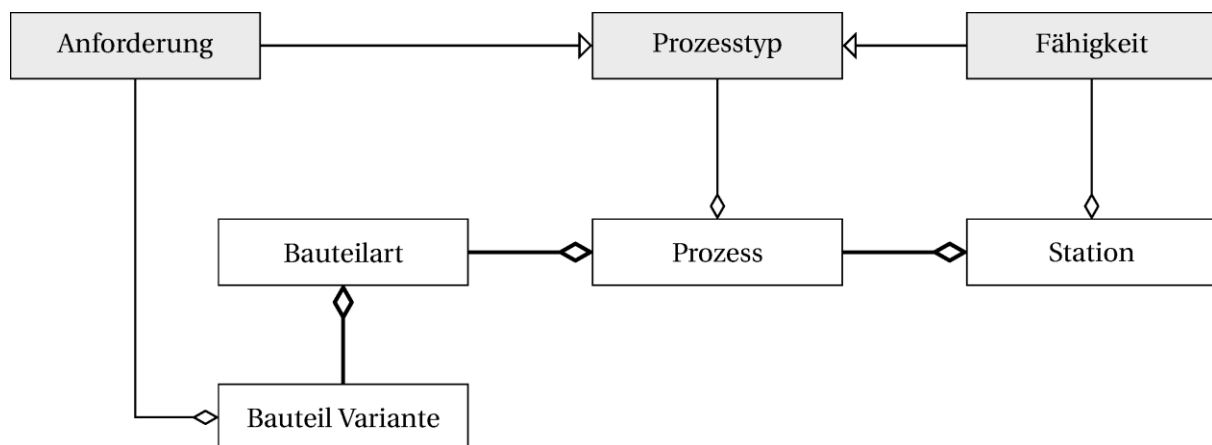 Anforderung
Prozesstyp
Fähigkeit
Bauteilart
Prozess
Station
Bauteil Variante